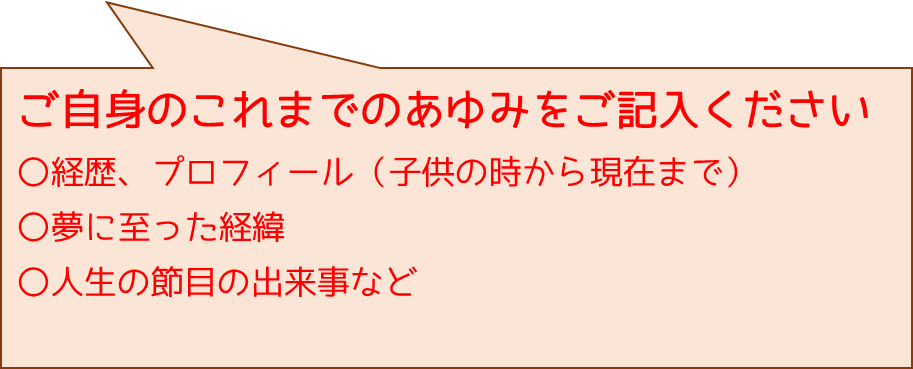 ご自身のこれまでのあゆみをご記入ください
〇経歴、プロフィール（子供の時から現在まで）
〇夢に至った経緯
〇人生の節目の出来事など